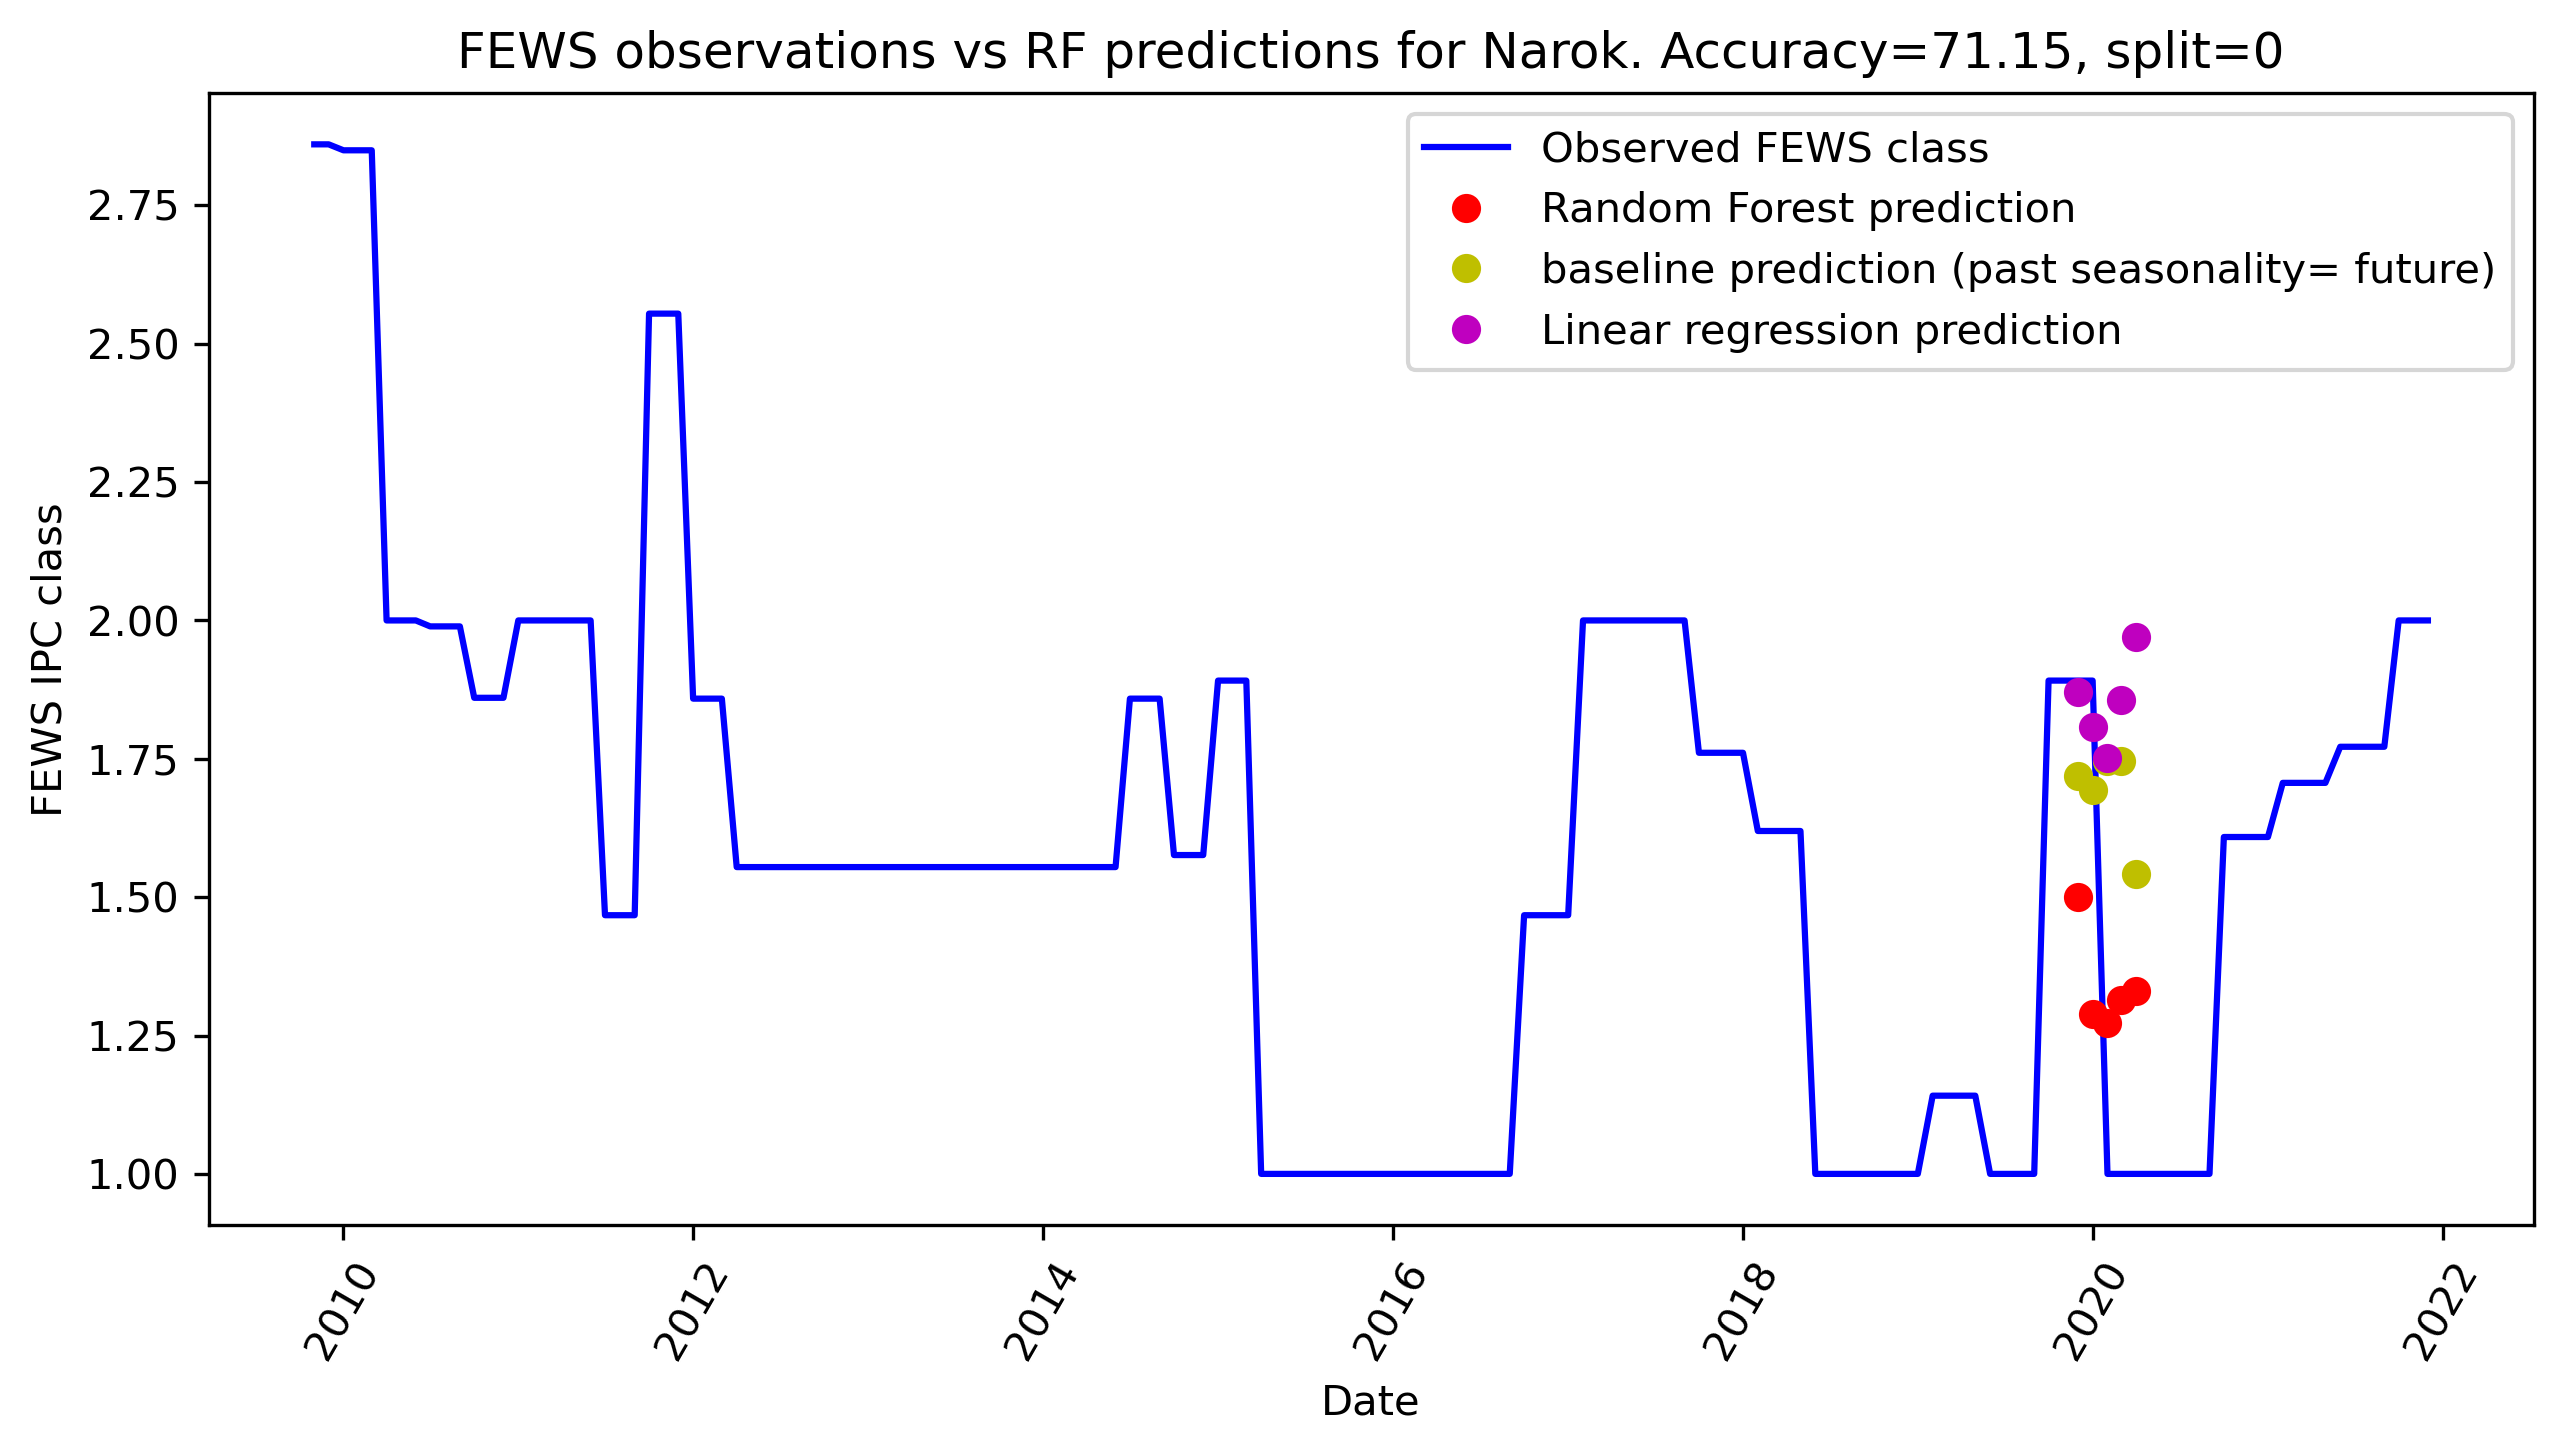 FEWS observations vs RF predictions for Narok. Accuracy=71.15, split=0
Observed FEWS class
Random Forest prediction
baseline prediction (past seasonality= future)
Linear regression prediction
FEWS IPC class
2.75
2.50
2.25
2.00
1.75
1.50
1.25
1.00
2010
2012
2014
2016
2018
2020
2022
Date